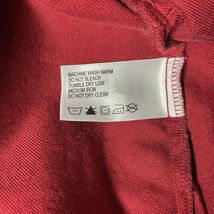 MACHINE WASH WARM
DO NOT BLEACH
TUMBLE DRY LOW
MEDIUM IRON
DO NOT DRY CLEAN